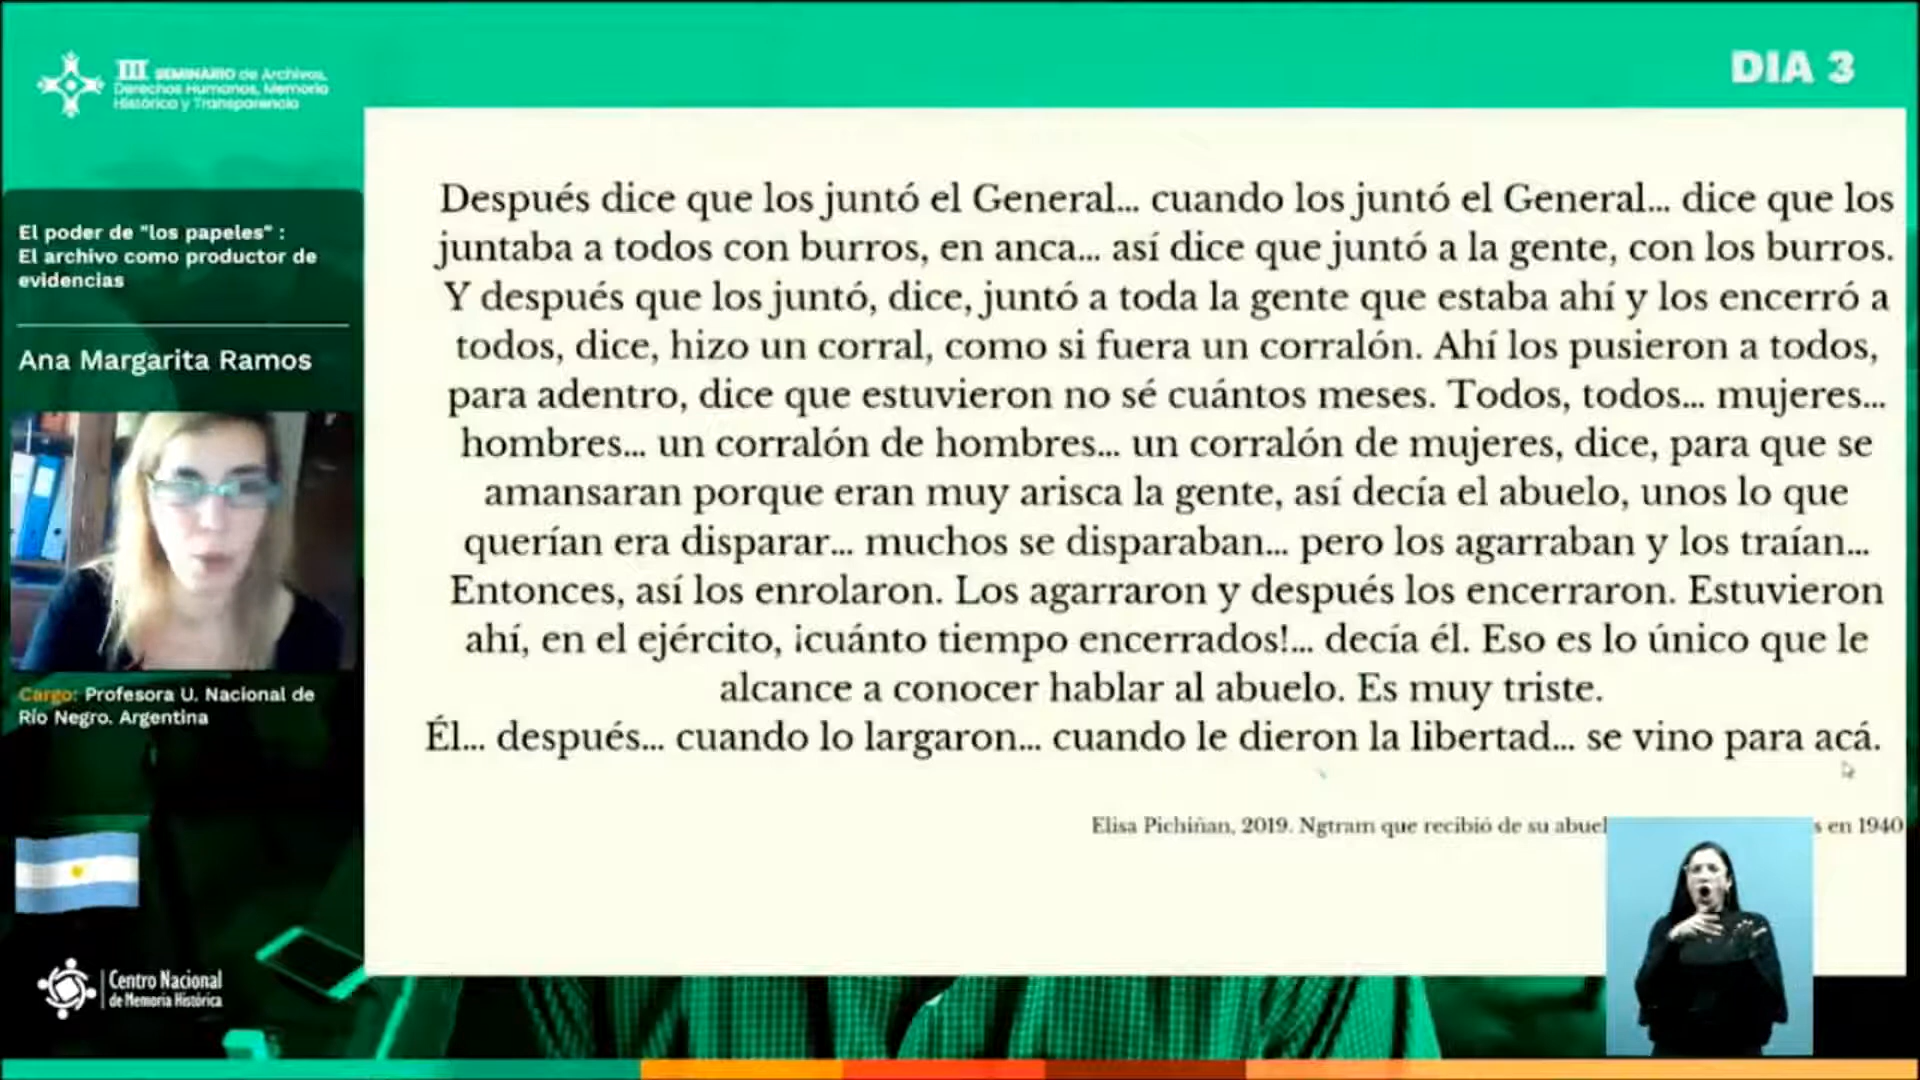 III SEMINARIO de Archivos,
Derechos Humanos, Memoria
Histórica y Transparencia
DIA 3
El poder de "los papeles" :
El archivo como productor de
evidencias
Ana Margarita Ramos
Cargo: Profesora U. Nacional de
Río Negro. Argentina
Centro Nacional
de Memoria Histórica
Después dice que los juntó el General... cuando los juntó el General... dice que los
juntaba a todos con burros, en anca... así dice que juntó a la gente, con los burros.
Y después que los juntó, dice, juntó a toda la gente que estaba ahí y los encerró a
todos, dice, hizo un corral, como si fuera un corralón. Ahí los pusieron a todos,
para adentro, dice que estuvieron no sé cuántos meses. Todos, todos... mujeres...
hombres... un corralón de hombres... un corralón de mujeres, dice, para que se
amansaran porque eran muy arisca la gente, así decía el abuelo, unos lo que
querían era disparar... muchos se disparaban... pero los agarraban y los traían...
Entonces, así los enrolaron. Los agarraron y después los encerraron. Estuvieron
ahí, en el ejército, ¡cuánto tiempo encerrados!... decía él. Eso es lo único que le
alcance a conocer hablar al abuelo. Es muy triste.
Él... después... cuando lo largaron... cuando le dieron la libertad... se vino para acá.
Elisa Pichiñan, 2019. Ngtram que recibió de su en 1940